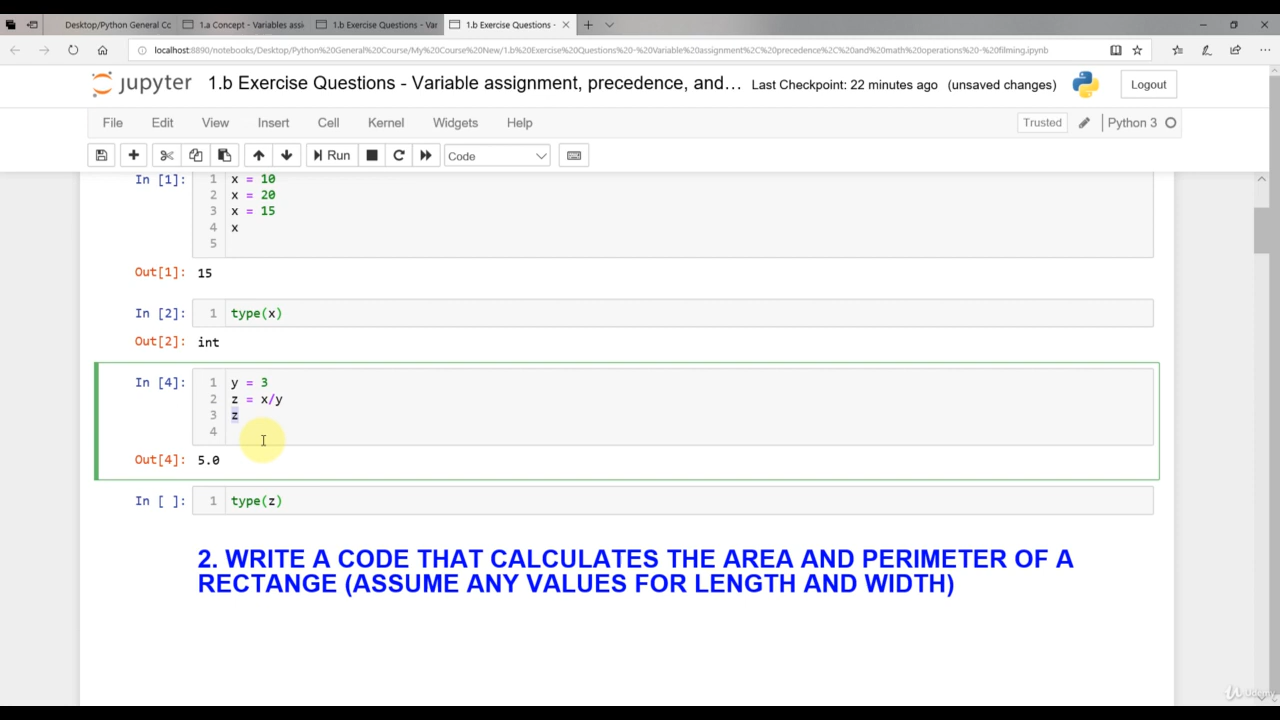 Desktop/Python General Cc
1.a Concept - Variables assi
1.b Exercise Questions - Var
1.b Exercise Questions -
localhost:8890/notebooks/Desktop/Python%20General%20Course/My%20Course%20New/1.b%20Exercise%20Questions%20-%20Variable%20assignment%2C%20precedence%2C%20and%20math%20operations%20-%20filming.ipynb
jupyter
1.b Exercise Questions - Variable assignment, precedence, and...
Last Checkpoint: 22 minutes ago (unsaved changes)
Logout
File Edit View Insert Cell Kernel Widgets Help
Trusted
Python 3
Run
Code
In [1]:
1 x = 10
2 x = 20
3 x = 15
4 x
5
Out[1]: 15
In [2]: 1 type(x)
Out[2]: int
In [4]: 1 y = 3
2 z = x/y
3 z
4
Out[4]: 5.0
In [ ]: 1 type(z)
2. WRITE A CODE THAT CALCULATES THE AREA AND PERIMETER OF A
RECTANGE (ASSUME ANY VALUES FOR LENGTH AND WIDTH)
Udemy